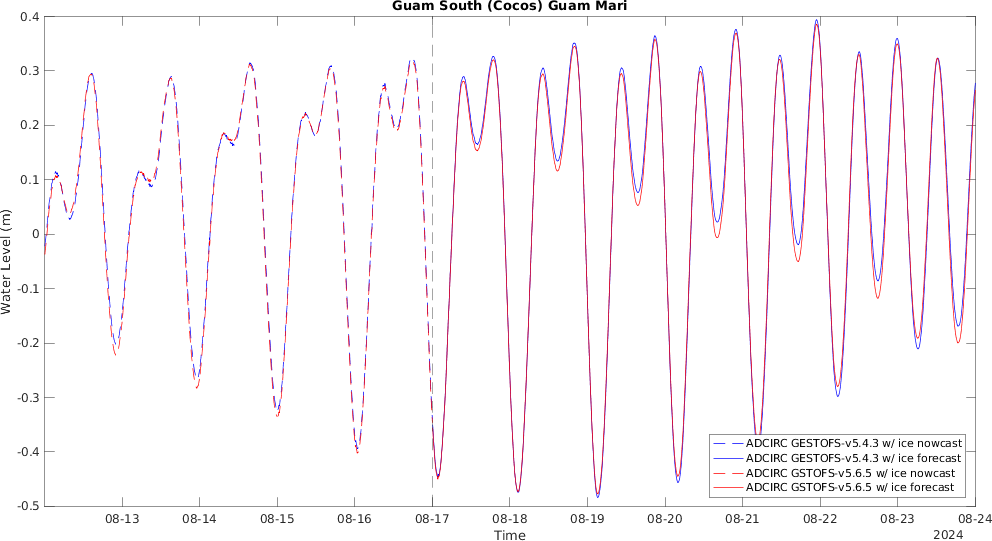 Guam South (Cocos) Guam Mari
Water Level (m)
0.4
0.3
0.2
0.1
0
-0.1
-0.2
-0.3
-0.4
-0.5
ADCIRC GESTOFS-v5.4.3 w/ ice nowcast
ADCIRC GESTOFS-v5.4.3 w/ ice forecast
ADCIRC GSTOFS-v5.6.5 w/ ice nowcast
ADCIRC GSTOFS-v5.6.5 w/ ice forecast
08-13 08-14 08-15 08-16 08-17 08-18 08-19 08-20 08-21 08-22 08-23 08-24
Time
2024